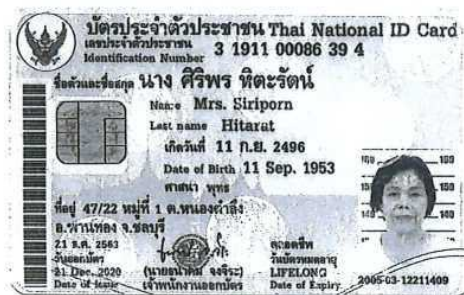 บัตรประจำตัวประชาชน Thai National ID Card
เลขประจำตัวประชาชน 3 1911 00086 39 4
Identification Number
ชื่อตัวและชื่อสกุล นาง ศิริพร หิตะรัตน์
Name Mrs. Siriporn
Last name Hitarat
เกิดวันที่ 11 ก.ย. 2496
Date of Birth 11 Sep. 1953
ศาสนา พุทธ
ที่อยู่ 47/22 หมู่ที่ 1 ต.หนองตำลึง
อ.พานทอง จ.ชลบุรี
21 ธ.ค. 2563
วันออกบัตร
21 Dec. 2020
Date of Issue
เจ้าพนักงานออกบัตร
ตลอดชีพ
วันบัตรหมดอายุ
LIFELONG
Date of Expiry
160 150
150
140
2005-03-12211409